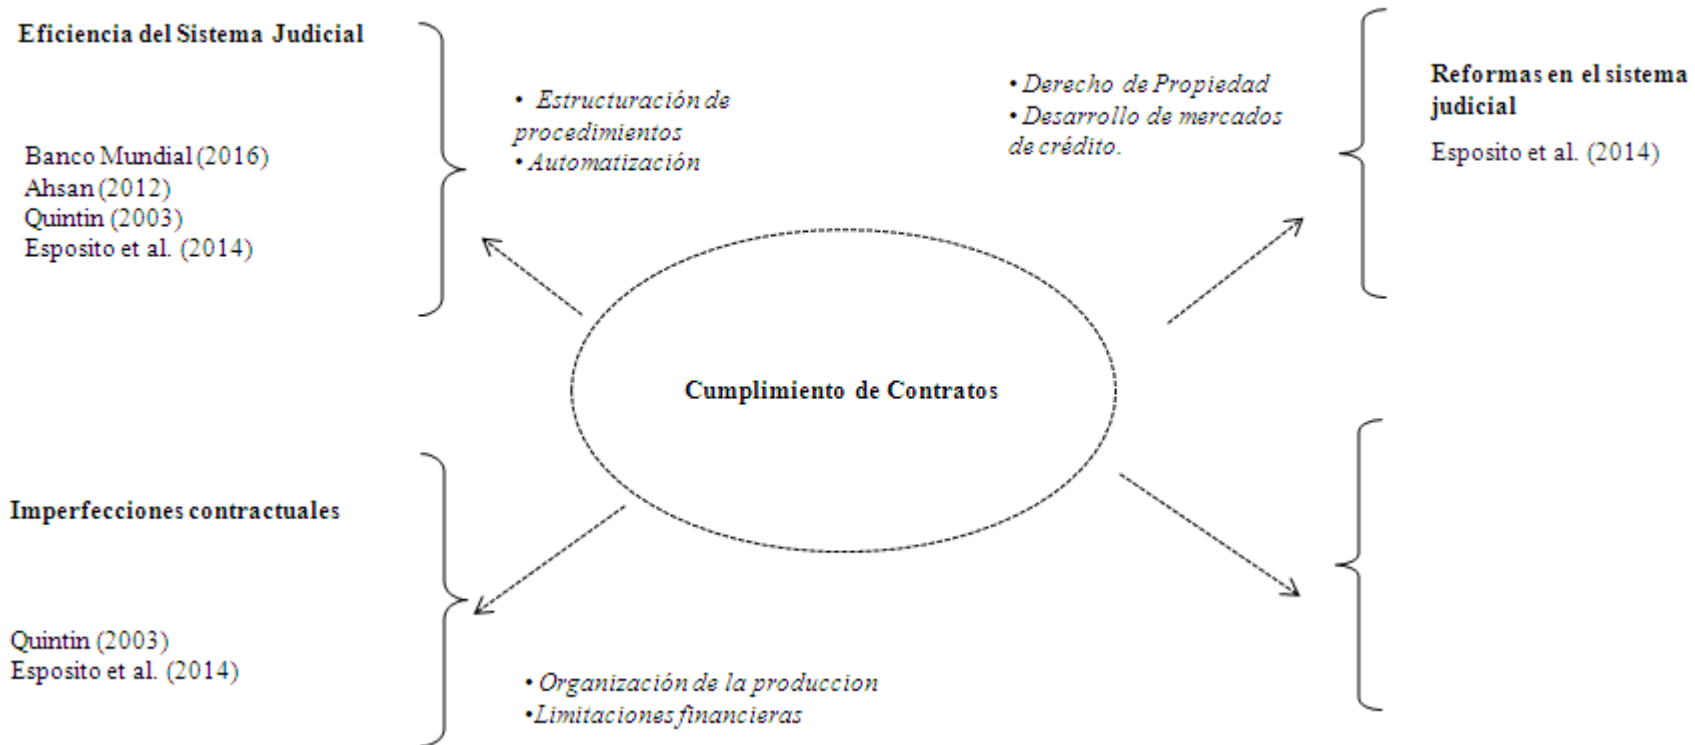 Eficiencia del Sistema Judicial
Banco Mundial (2016)
Ahsan (2012)
Quintin (2003)
Esposito et al. (2014)
• Estructuración de
procedimientos
• Automatización
• Derecho de Propiedad
• Desarrollo de mercados
de crédito.
Reformas en el sistema
judicial
Esposito et al. (2014)
Cumplimiento de Contratos
Imperfecciones contractuales
Quintin (2003)
Esposito et al. (2014)
• Organización de la produccion
•Limitaciones financieras